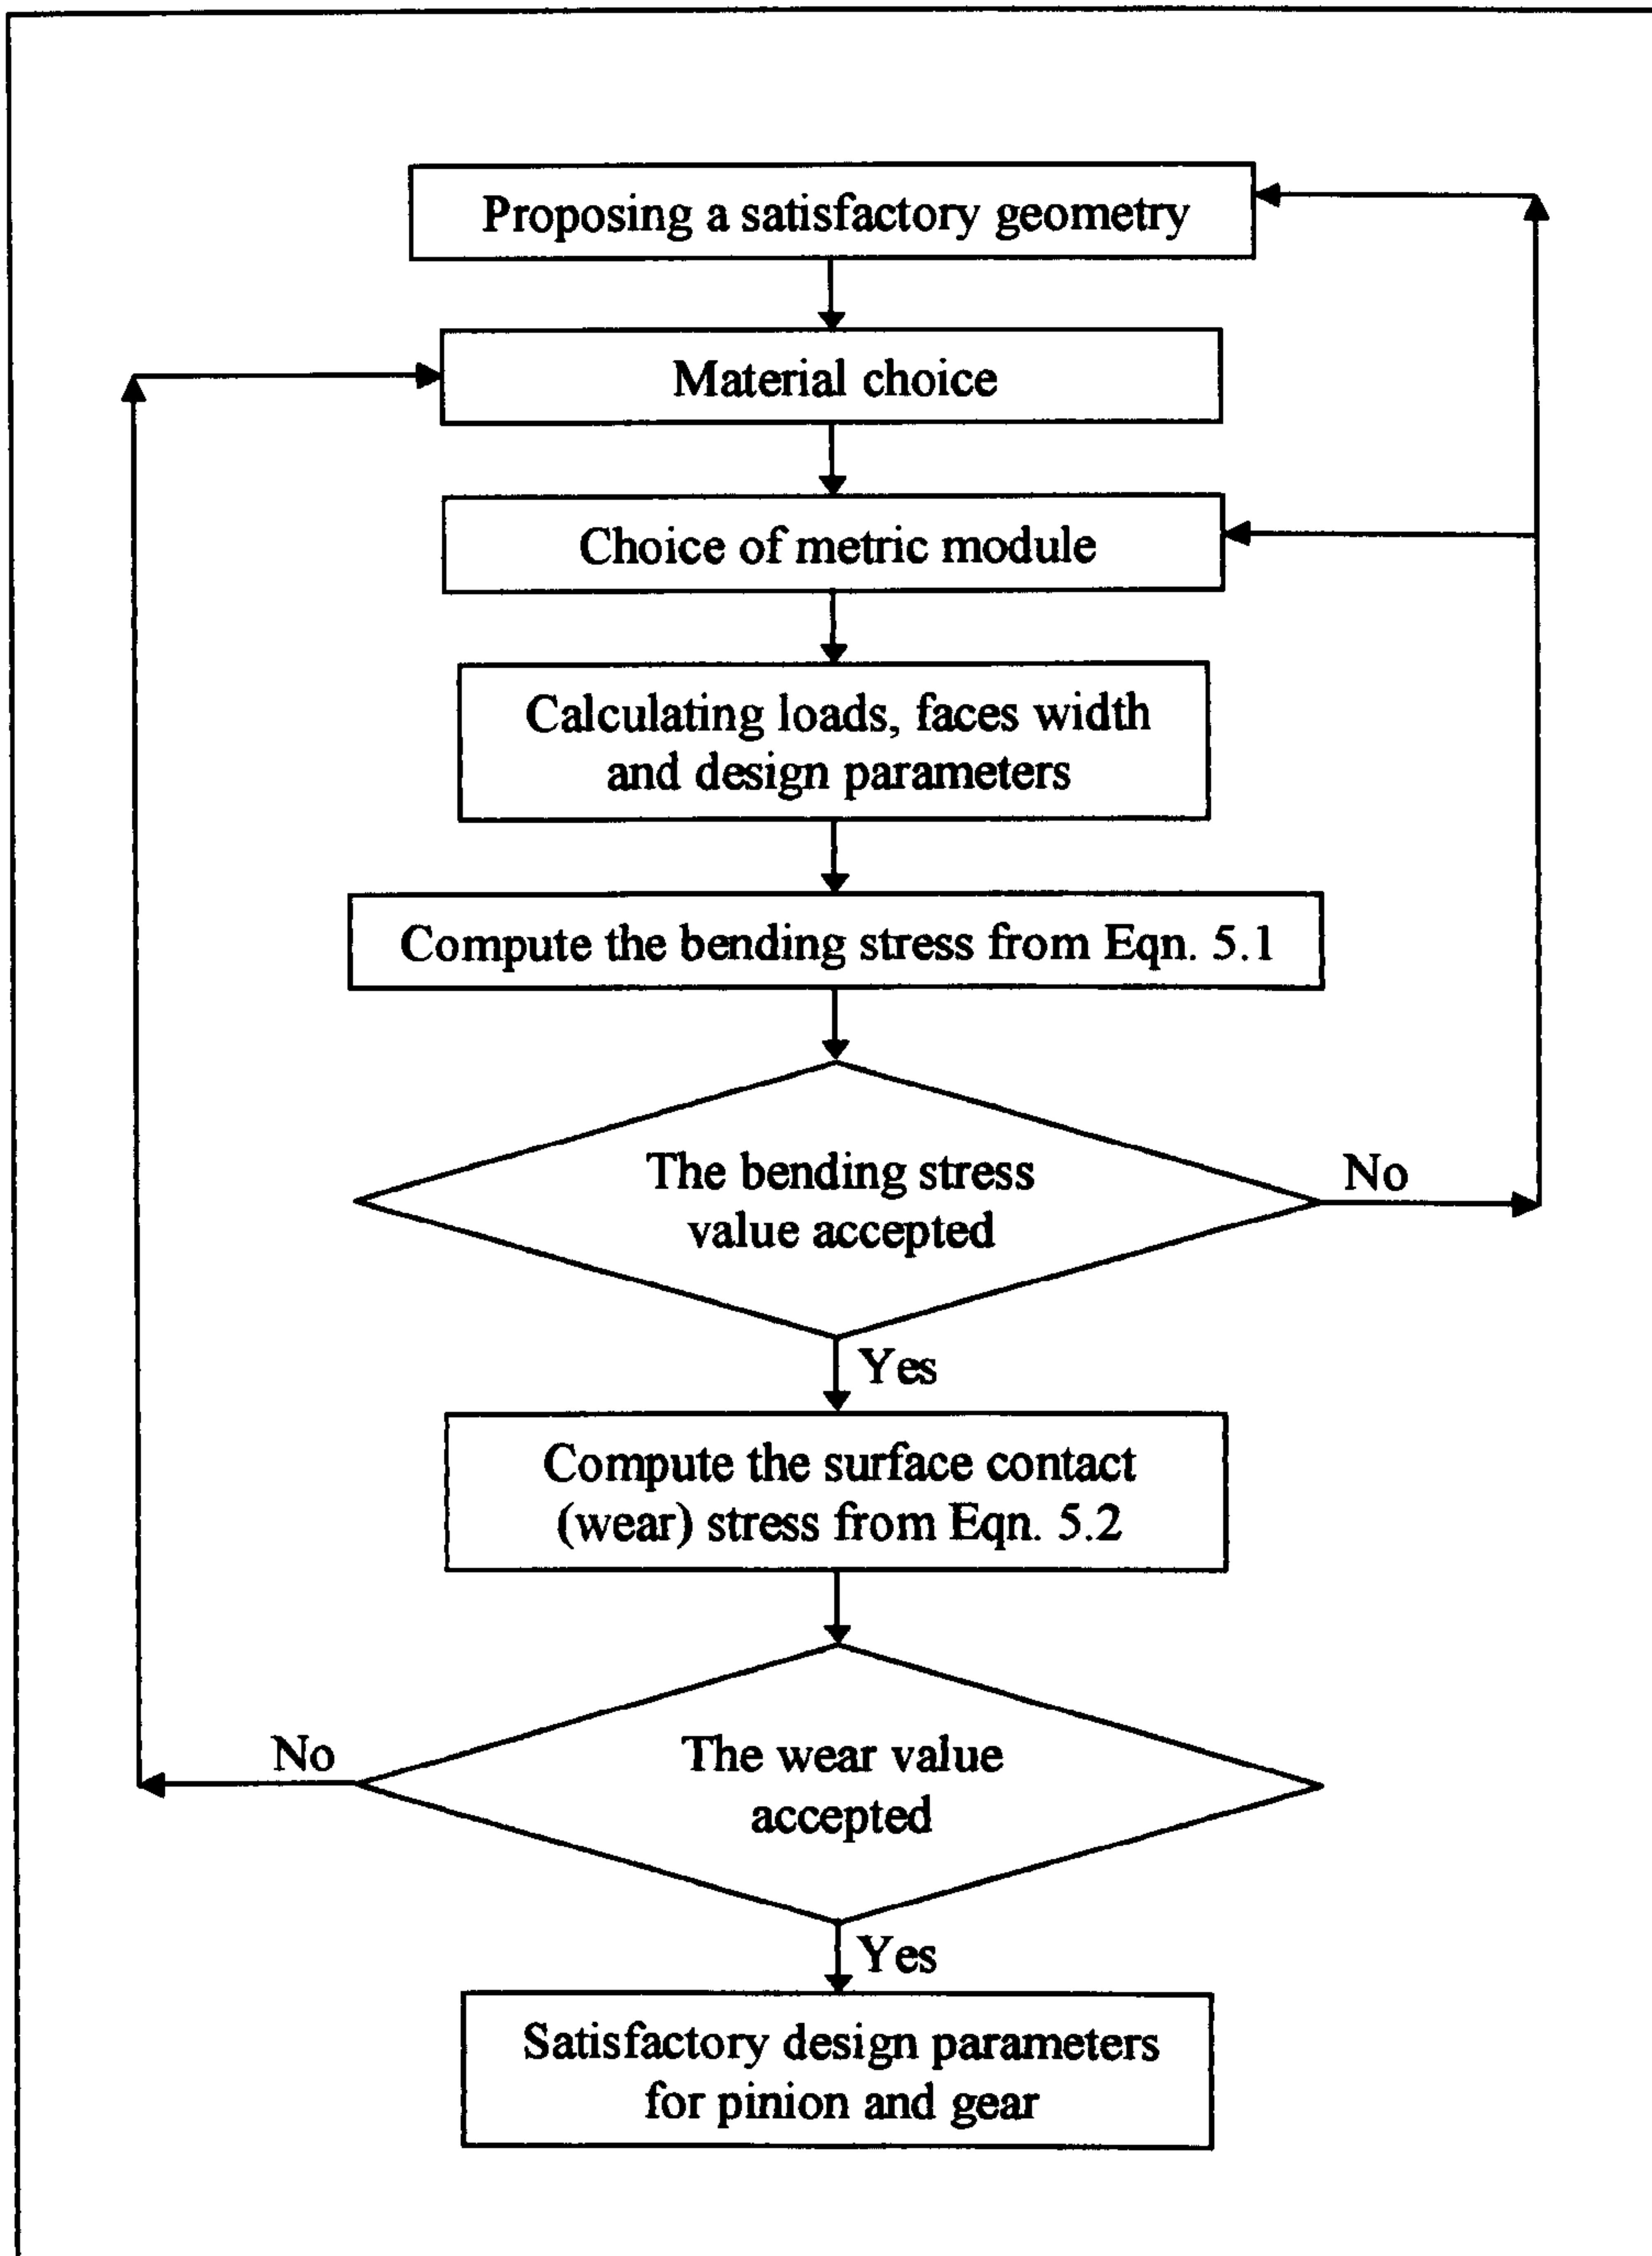 Proposing a satisfactory geometry
Material choice
Choice of metric module
Calculating loads, faces width
and design parameters
Compute the bending stress from Eqn. 5.1
The bending stress
value accepted
No
Yes
Compute the surface contact
(wear) stress from Eqn. 5.2
No
The wear value
accepted
Yes
Satisfactory design parameters
for pinion and gear